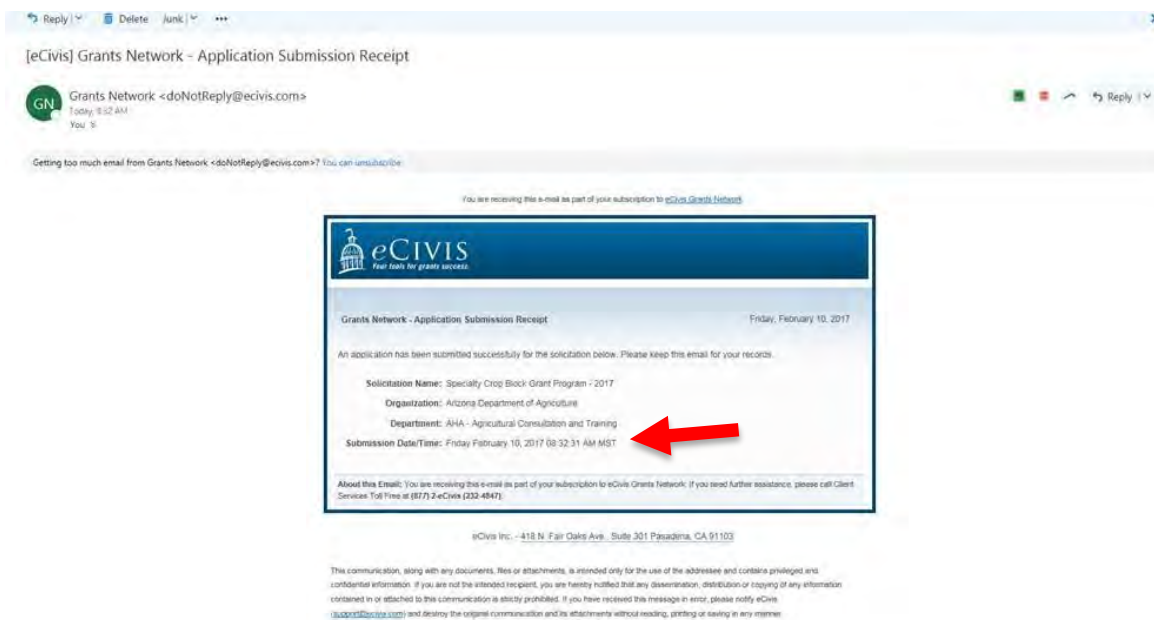 Reply Delete Junk
[eCivis] Grants Network - Application Submission Receipt
GN
Grants Network <doNotReply@ecivis.com>
Today, 8:32 AM
You
Reply
Getting too much email from Grants Network <doNotReply@ecivis.com>? You can unsubscribe
You are receiving this e-mail as part of your subscription to eCivis Grants Network
eCIVIS
Your tools for grants success.
Grants Network - Application Submission Receipt Friday, February 10, 2017
An application has been submitted successfully for the solicitation below. Please keep this email for your records.
Solicitation Name: Specialty Crop Block Grant Program - 2017
Organization: Arizona Department of Agriculture
Department: AHA - Agricultural Consultation and Training
Submission Date/Time: Friday February 10, 2017 08:32:31 AM MST
About this Email: You are receiving this e-mail as part of your subscription to eCivis Grants Network. If you need further assistance, please call Client
Services Toll Free at (877) 2-eCivis (232-4847)
eCivis Inc. - 418 N. Fair Oaks Ave., Suite 301 Pasadena, CA 91103
This communication, along with any documents, files or attachments, is intended only for the use of the addressee and contains privileged and
confidential information. If you are not the intended recipient, you are hereby notified that any dissemination, distribution or copying of any information
contained in or attached to this communication is strictly prohibited. If you have received this message in error, please notify eCivis
(support@ecivis.com) and destroy the original communication and its attachments without reading, printing or saving in any manner.